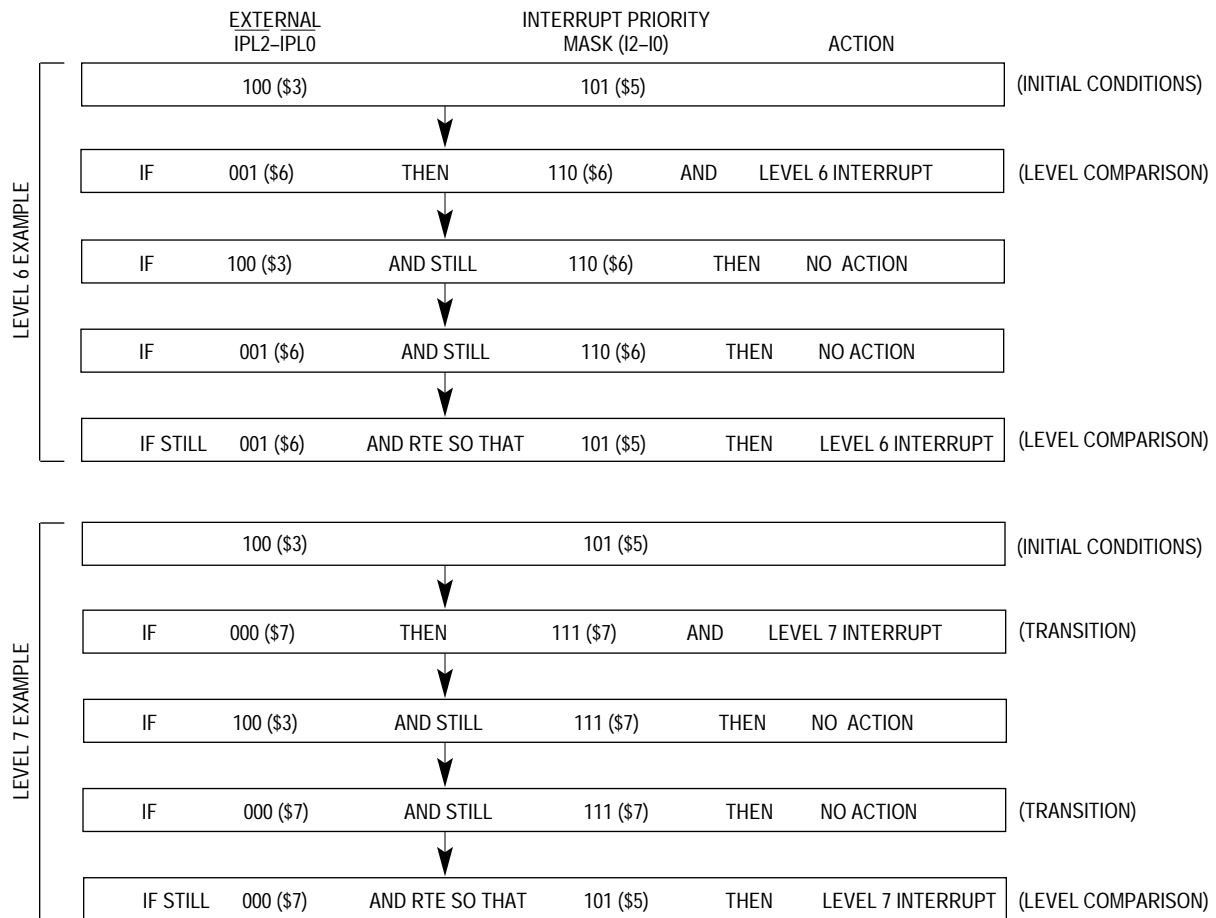 EXTERNAL INTERRUPT PRIORITY
IPL2–IPL0 MASK (I2–I0) ACTION
100 ($3) 101 ($5) (INITIAL CONDITIONS)
IF 001 ($6) THEN 110 ($6) AND LEVEL 6 INTERRUPT (LEVEL COMPARISON)
IF 100 ($3) AND STILL 110 ($6) THEN NO ACTION
IF 001 ($6) AND STILL 110 ($6) THEN NO ACTION
IF STILL 001 ($6) AND RTE SO THAT 101 ($5) THEN LEVEL 6 INTERRUPT (LEVEL COMPARISON)
LEVEL 6 EXAMPLE
100 ($3) 101 ($5) (INITIAL CONDITIONS)
IF 000 ($7) THEN 111 ($7) AND LEVEL 7 INTERRUPT (TRANSITION)
IF 100 ($3) AND STILL 111 ($7) THEN NO ACTION
IF 000 ($7) AND STILL 111 ($7) THEN NO ACTION (TRANSITION)
IF STILL 000 ($7) AND RTE SO THAT 101 ($5) THEN LEVEL 7 INTERRUPT (LEVEL COMPARISON)
LEVEL 7 EXAMPLE